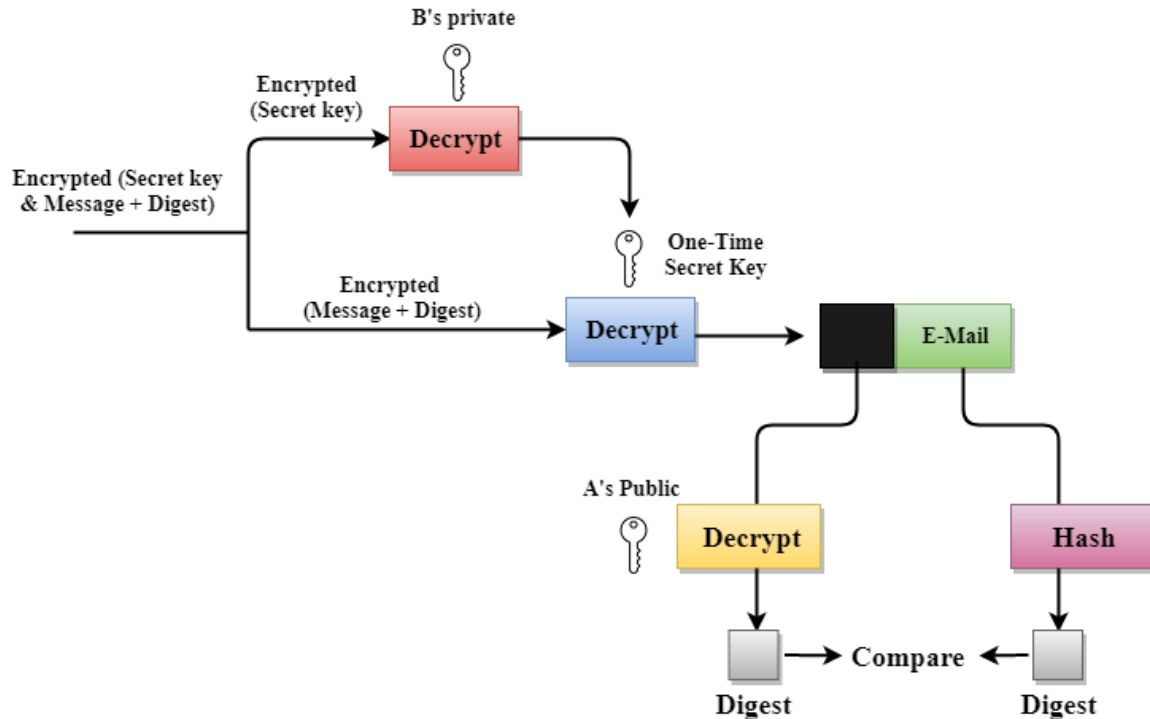 B's private
Encrypted
(Secret key)
Decrypt
Encrypted (Secret key
& Message + Digest)
One-Time
Secret Key
Encrypted
(Message + Digest)
Decrypt
E-Mail
A's Public
Decrypt
Hash
Compare
Digest
Digest